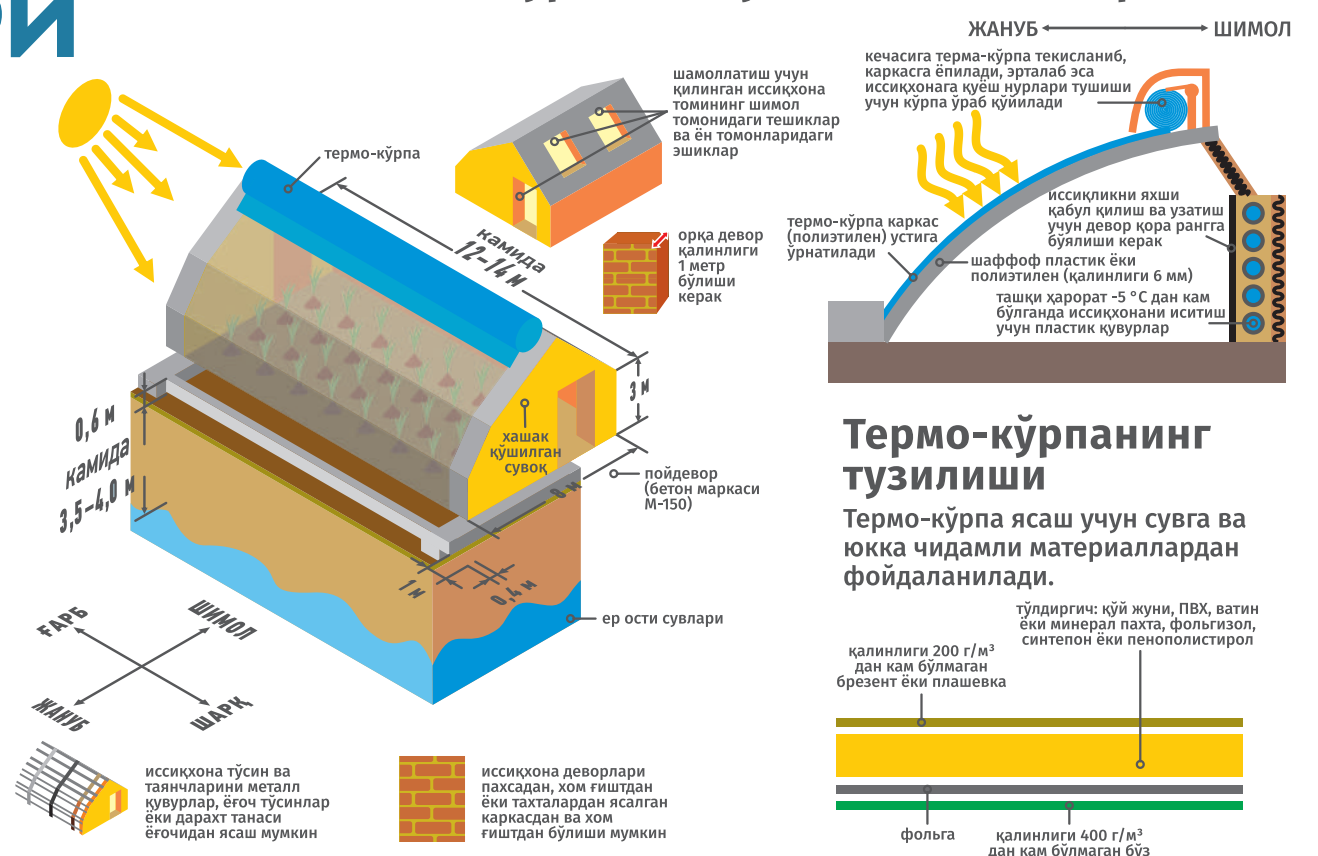 РИ
ЖАНУБ
ШИМОЛ
кечасига терма-кўрпа текисланиб,
каркасга ёпилади, эрталаб эса
иссиқхонага қуёш нурлари тушиши
учун кўрпа ўраб қўйилади
шамоллатиш учун
қилинган иссиқхона
томининг шимол
томонидаги тешиклар
ва ён томонларидаги
эшиклар
термо-кўрпа
камида
12–14 м
орқа девор
қалинлиги
1 метр
бўлиши
керак
термо-кўрпа каркас
(полиэтилен) устига
ўрнатилади
иссиқликни яхши
қабул қилиш ва узатиш
учун девор қора рангга
бўялиши керак
шаффоф пластик ёки
полиэтилен (қалинлиги 6 мм)
ташқи ҳарорат -5 °C дан кам
бўлганда иссиқхонани иситиш
учун пластик қувурлар
3 м
0,6 м
камида
3,5–4,0 м
хашак
қўшилган
сувоқ
пойдевор
(бетон маркаси
М-150)
1 м
0,4 м
ер ости сувлари
ҒАРБ
ШИМОЛ
ЖАНУБ
ШАРҚ
Термо-кўрпанинг
тузилиши
Термо-кўрпа ясаш учун сувга ва
юкка чидамли материаллардан
фойдаланилади.
тўлдиргич: қўй жуни, ПВХ, ватин
ёки минерал пахта, фольгизол,
синтепон ёки пенополистирол
қалинлиги 200 г/м³
дан кам бўлмаган
брезент ёки плашевка
фольга
қалинлиги 400 г/м³
дан кам бўлмаган бўз
иссиқхона тўсин ва
таянчларини металл
қувурлар, ёғоч тўсинлар
ёки дарахт танаси
ёғочидан ясаш мумкин
иссиқхона деворлари
пахсадан, хом ғиштдан
ёки тахталардан ясалган
каркасдан ва хом
ғиштдан бўлиши мумкин